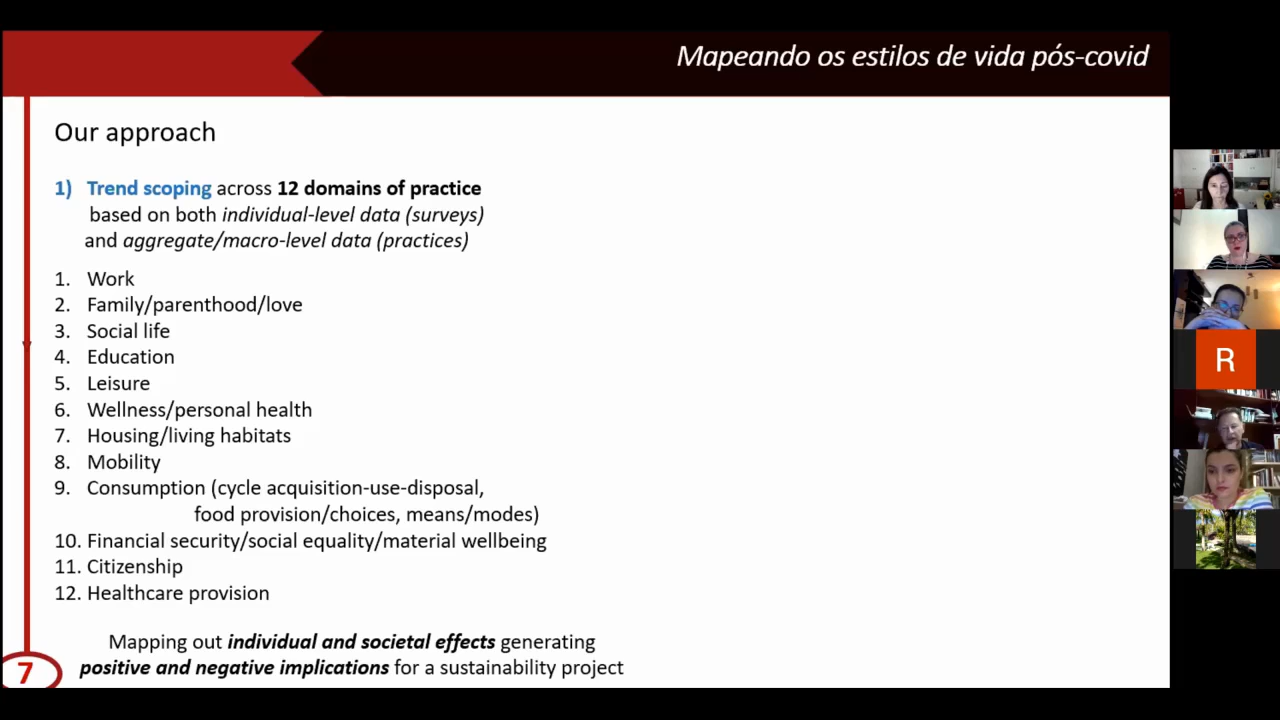 Mapeando os estilos de vida pós-covid
Our approach
1) Trend scoping across 12 domains of practice
based on both individual-level data (surveys)
and aggregate/macro-level data (practices)
1. Work
2. Family/parenthood/love
3. Social life
4. Education
5. Leisure
6. Wellness/personal health
7. Housing/living habitats
8. Mobility
9. Consumption (cycle acquisition-use-disposal,
food provision/choices, means/modes)
10. Financial security/social equality/material wellbeing
11. Citizenship
12. Healthcare provision
Mapping out individual and societal effects generating
positive and negative implications for a sustainability project
7
R